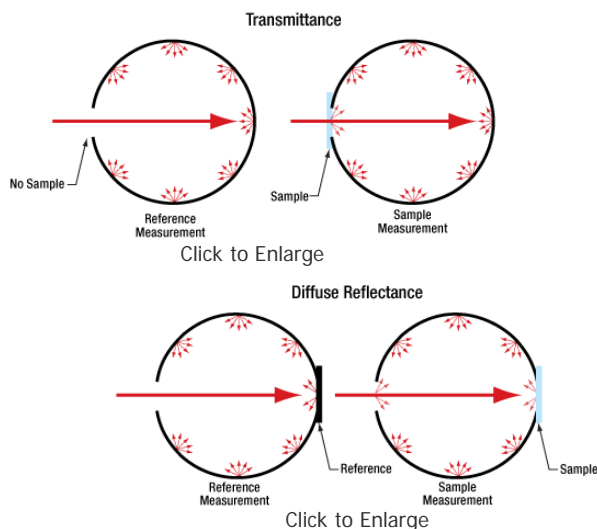 Transmittance
No Sample
Sample
Reference
Measurement
Sample
Measurement
Click to Enlarge
Diffuse Reflectance
Reference
Sample
Reference
Measurement
Sample
Measurement
Click to Enlarge